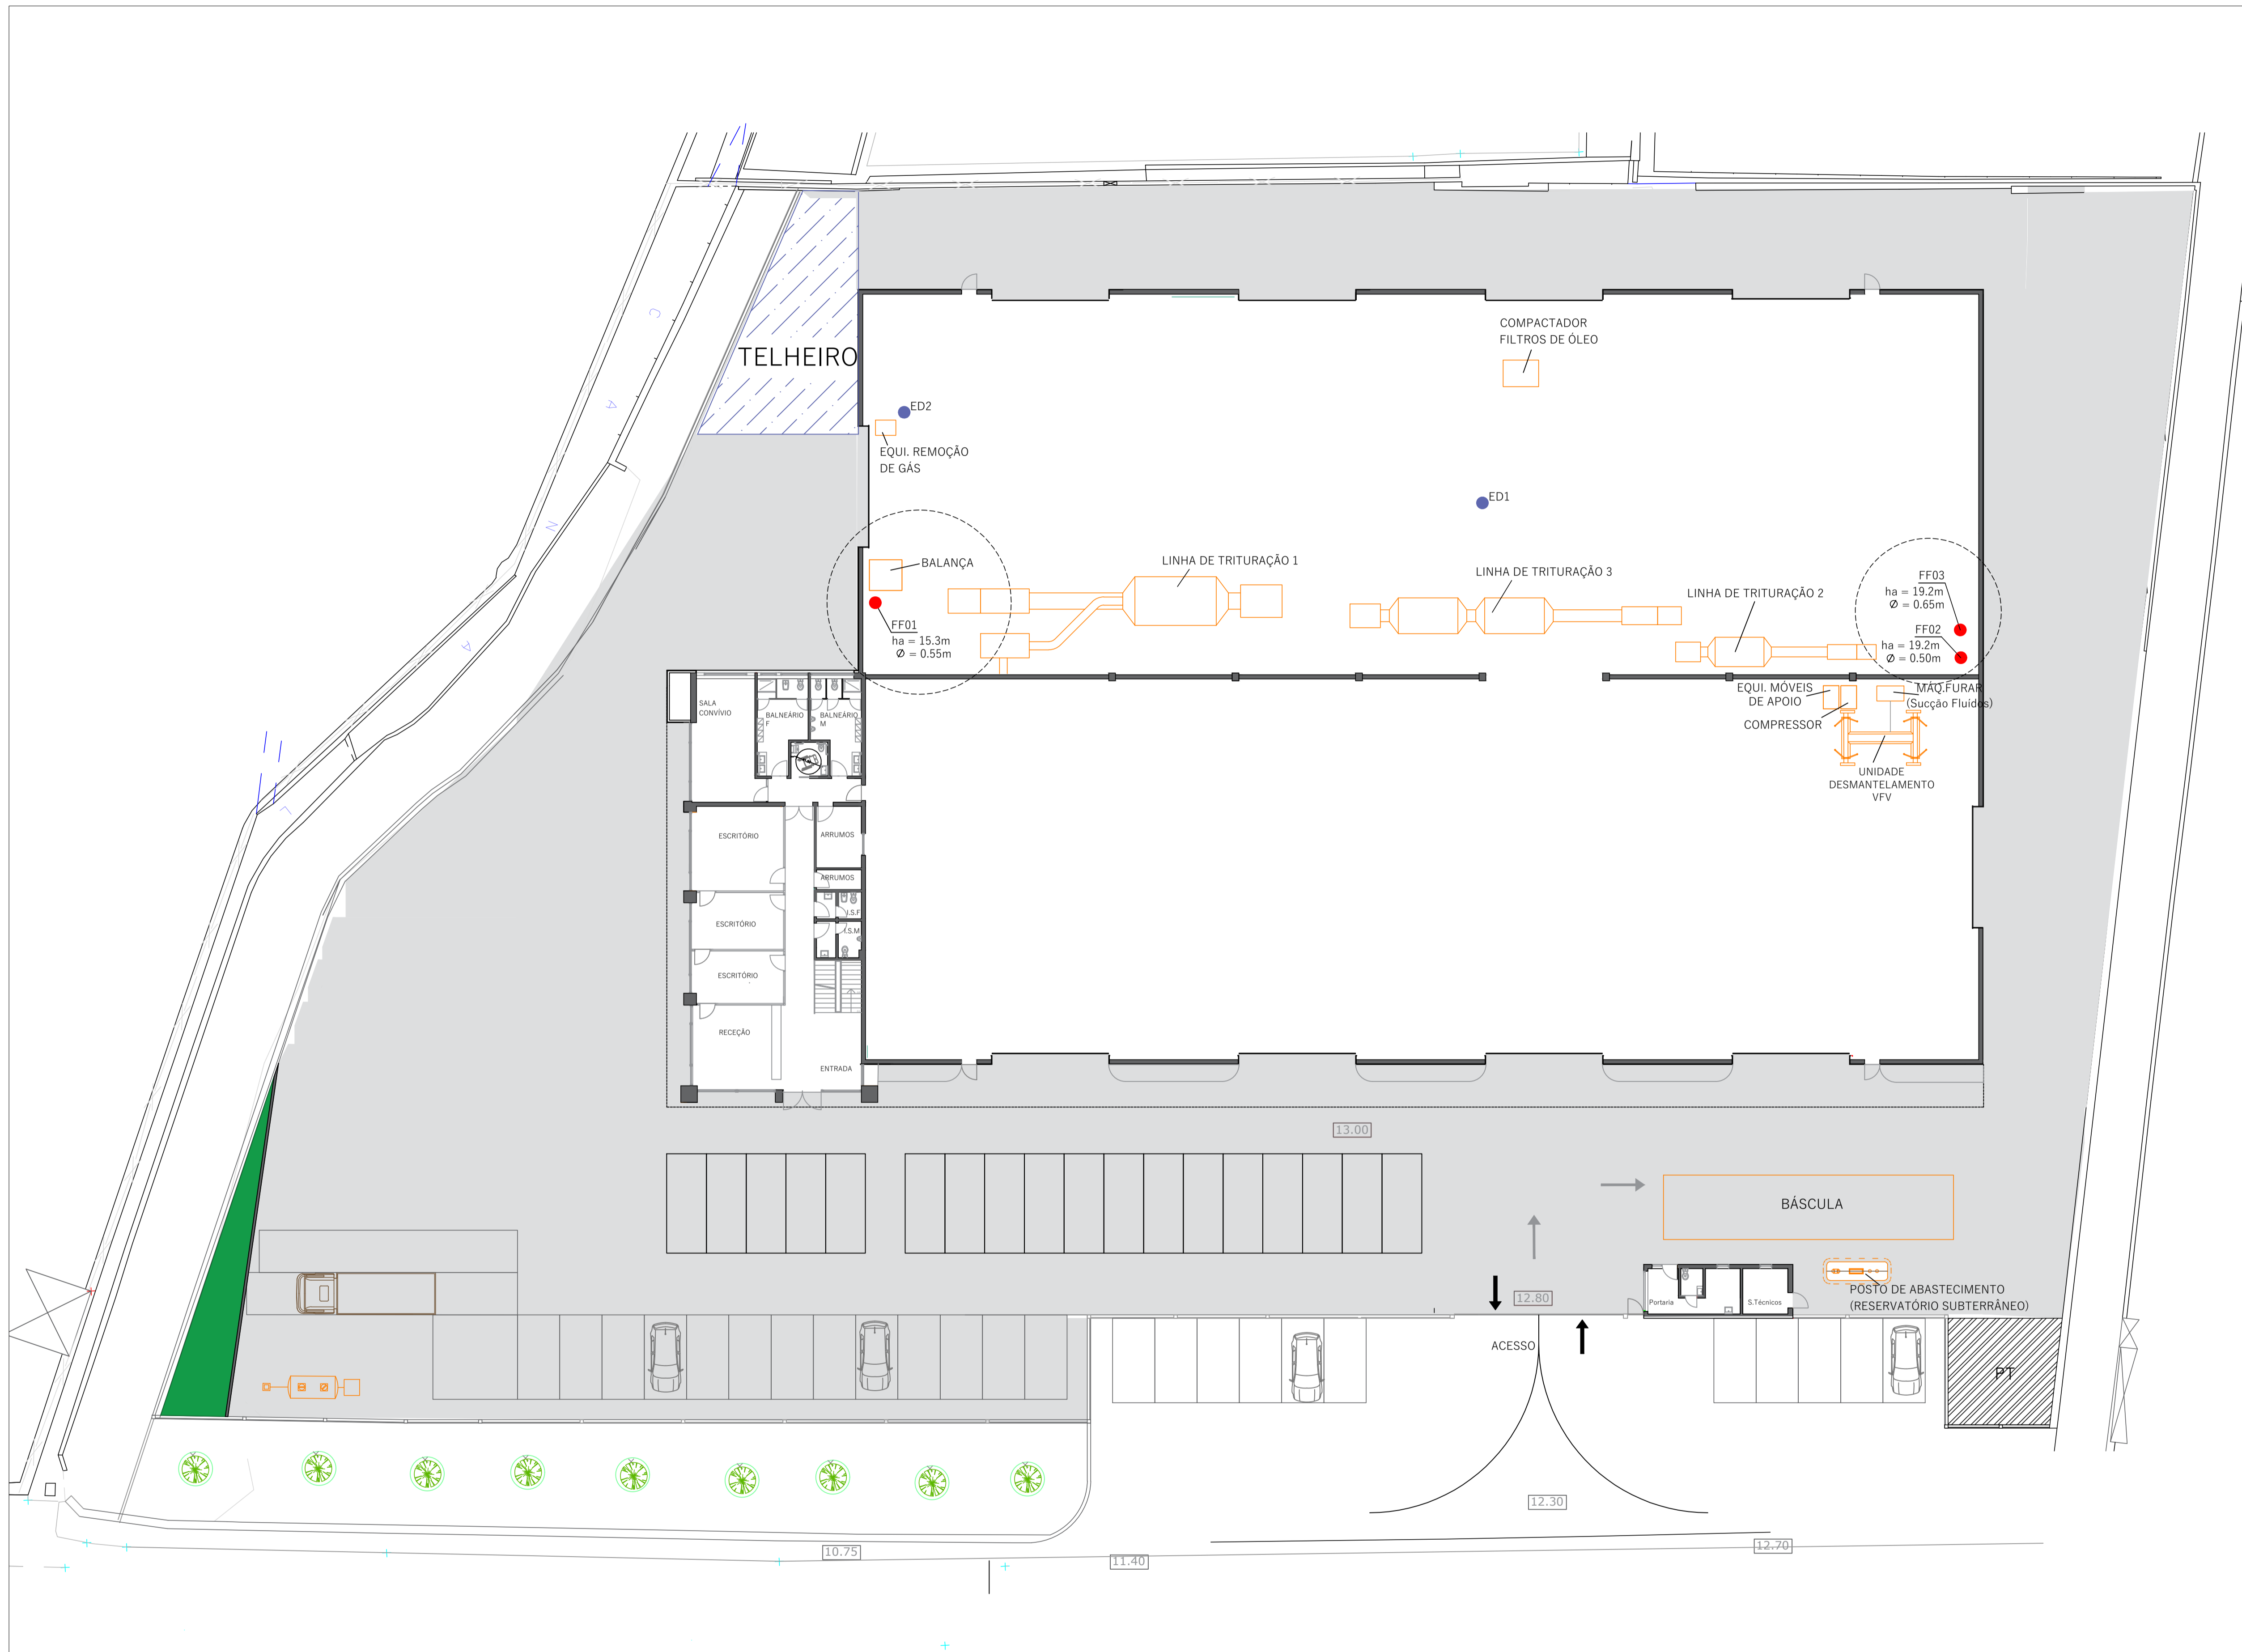 C
A
N
A
L
TELHEIRO
COMPACTADOR
FILTROS DE ÓLEO
ED2
EQUI. REMOÇÃO
DE GÁS
ED1
BALANÇA
LINHA DE TRITURAÇÃO 1
LINHA DE TRITURAÇÃO 3
LINHA DE TRITURAÇÃO 2
FF03
ha = 19.2m
Ø = 0.65m
FF01
ha = 15.3m
Ø = 0.55m
FF02
ha = 19.2m
Ø = 0.50m
EQUI. MÓVEIS
DE APOIO
MÁQ.FURAR
(Sucção Fluídos)
COMPRESSOR
UNIDADE
DESMANTELAMENTO
VFV
SALA
CONVÍVIO
BALNEÁRIO
F
BALNEÁRIO
M
ESCRITÓRIO
ARRUMOS
ARRUMOS
I.S.F
ESCRITÓRIO
I.S.M
ESCRITÓRIO
RECEÇÃO
ENTRADA
13.00
BÁSCULA
12.80
Portaria
S.Técnicos
POSTO DE ABASTECIMENTO
(RESERVATÓRIO SUBTERRÂNEO)
ACESSO
PT
12.30
10.75
11.40
12.70